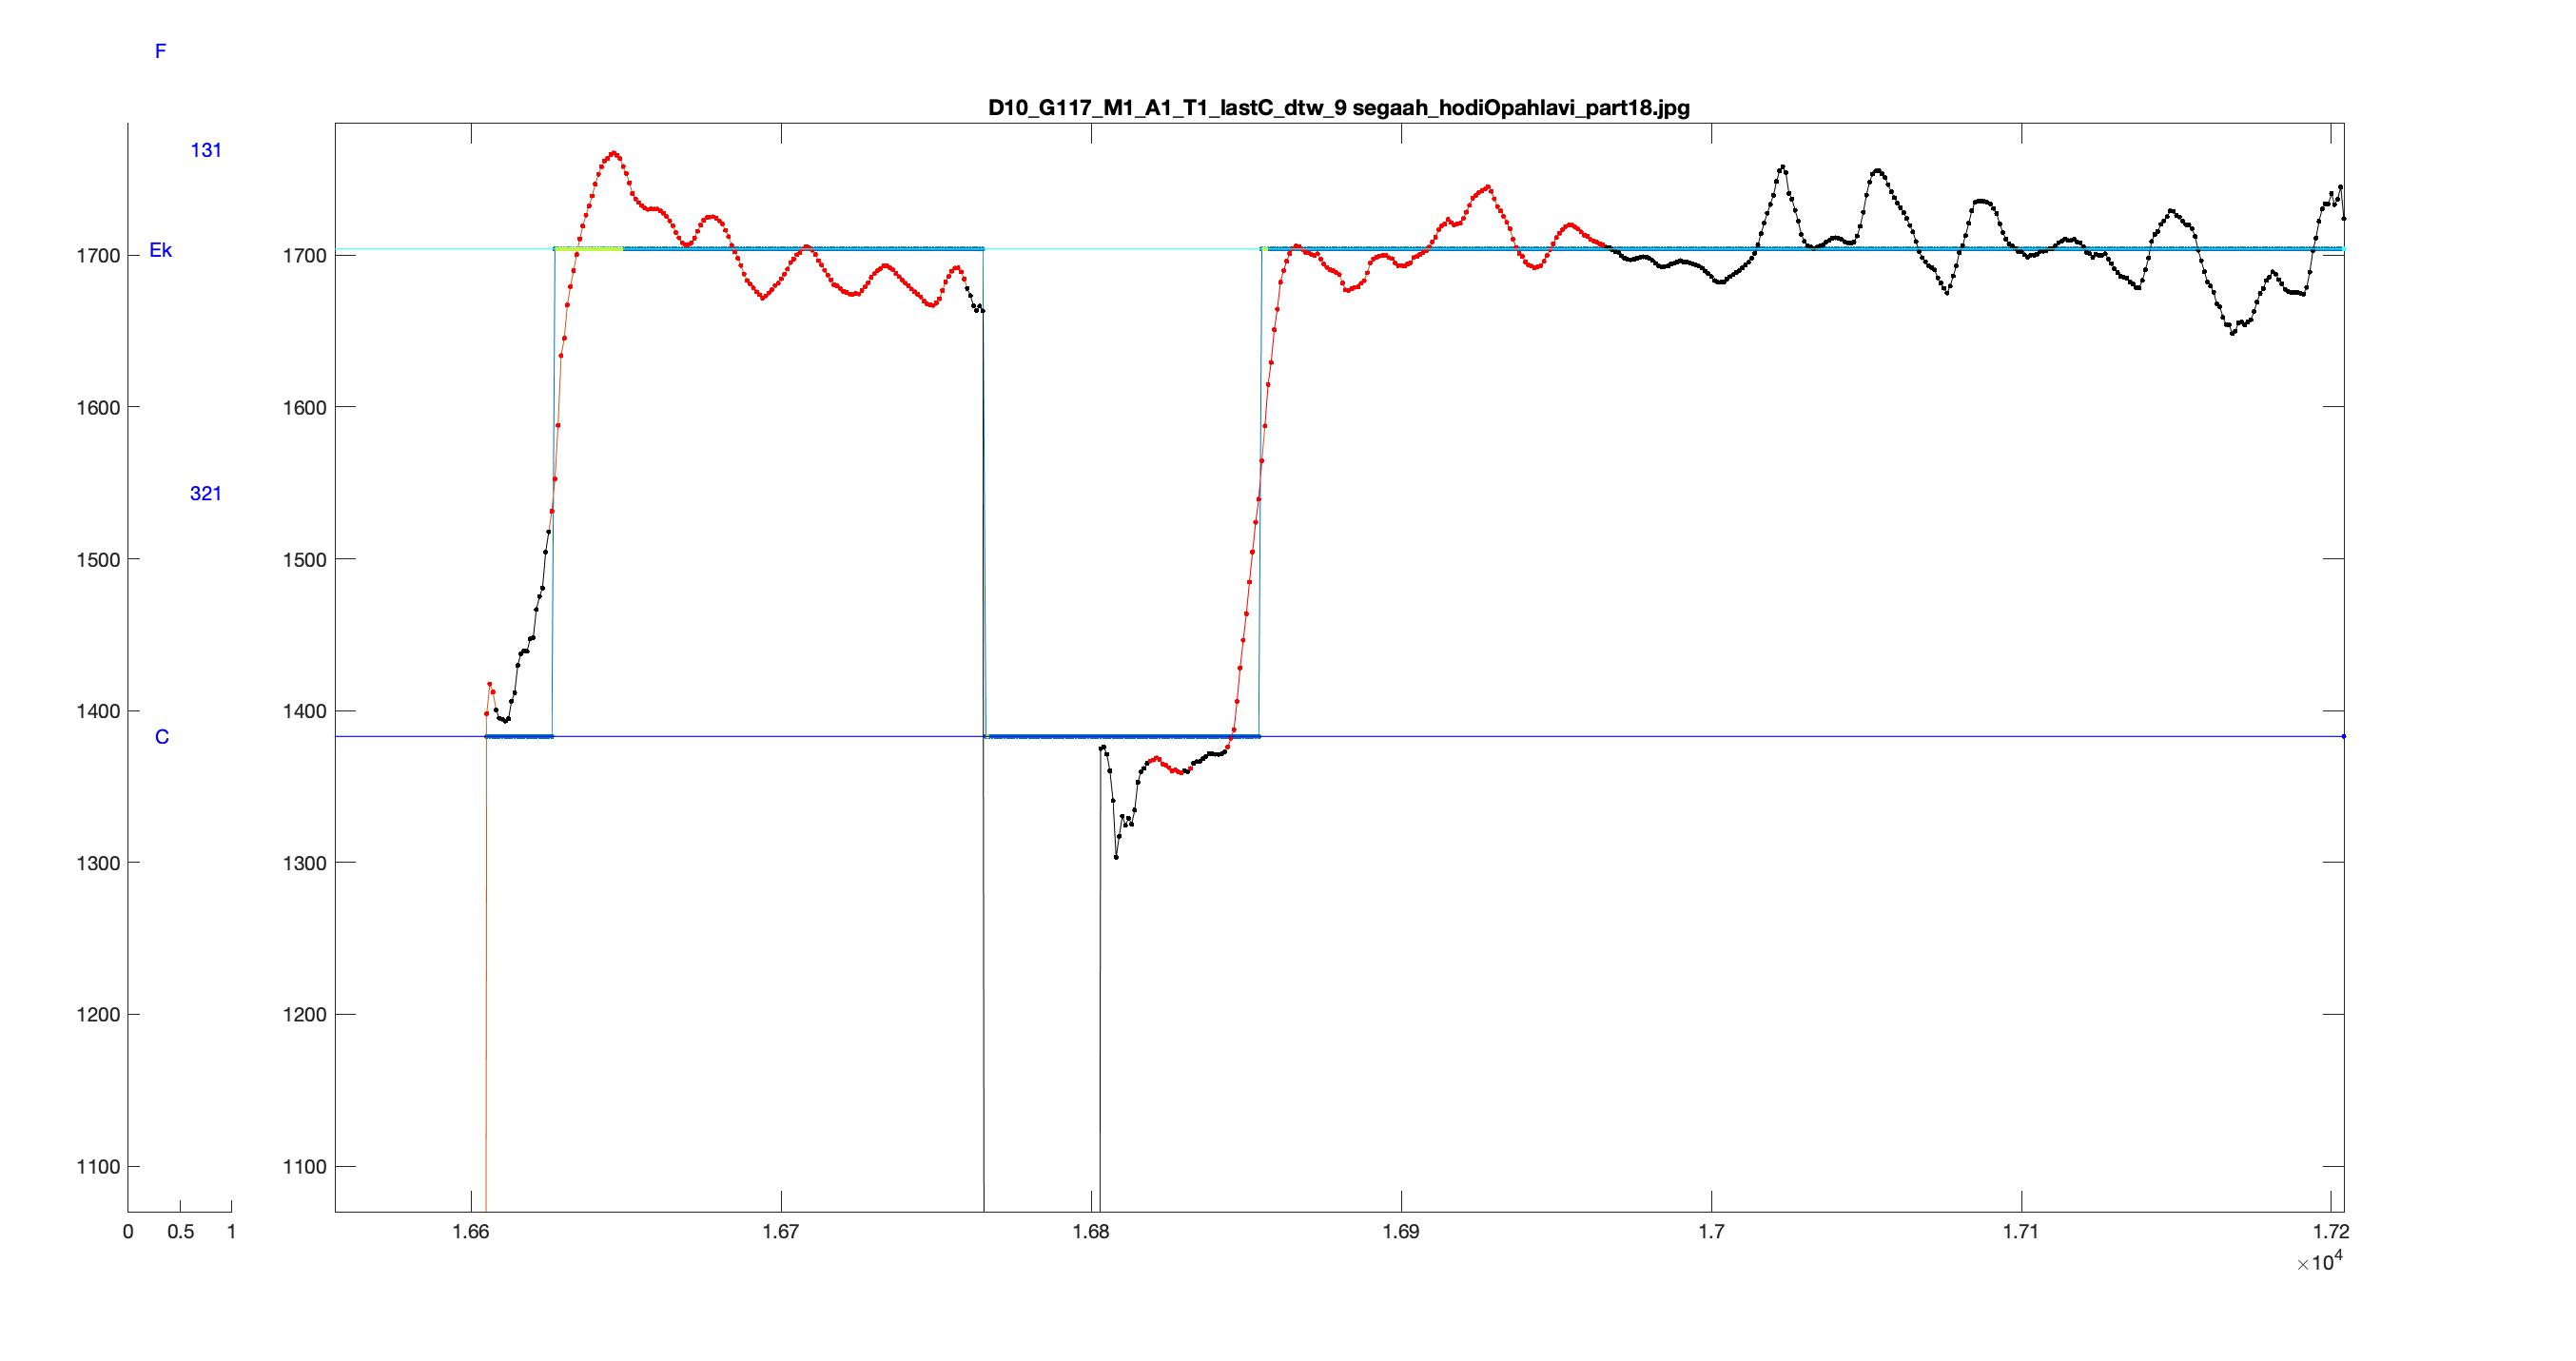 F
D10_G117_M1_A1_T1_lastC_dtw_9 segaah_hodiOpahlavi_part18.jpg
131
1700 Ek 1700
1600 1600
321
1500 1500
1400 1400
C
1300 1300
1200 1200
1100 1100
0 0.5 1 1.66 1.67 1.68 1.69 1.7 1.71 1.72
×10^4